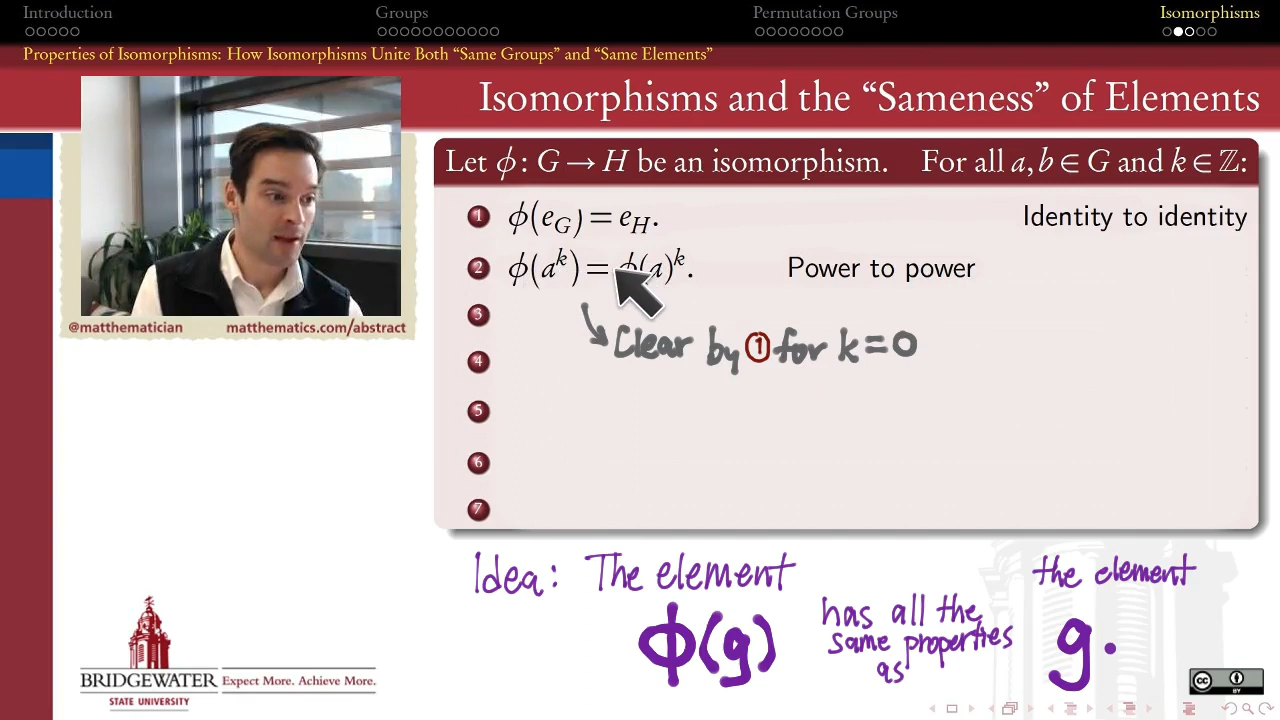 Introduction Groups Permutation Groups Isomorphisms
Properties of Isomorphisms: How Isomorphisms Unite Both “Same Groups” and “Same Elements”
Isomorphisms and the “Sameness” of Elements
Let ϕ: G → H be an isomorphism. For all a, b ∈ G and k ∈ ℤ:
1 ϕ(e_G) = e_H. Identity to identity
2 ϕ(a^k) = ϕ(a)^k. Power to power
3
Clear by ① for k = 0
4
5
6
7
@matthematician matthematics.com/abstract
Idea: The element
ϕ(g)
has all the
same properties
as
the element
g.
BRIDGEWATER
STATE UNIVERSITY
Expect More. Achieve More.
cc
BY